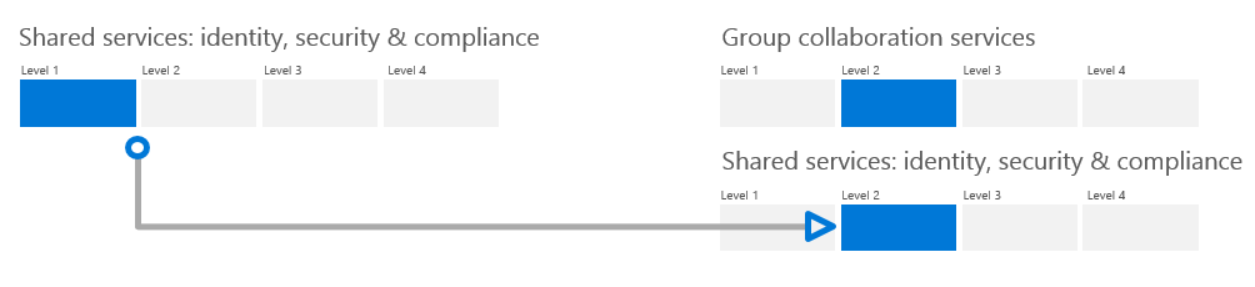 Shared services: identity, security & compliance
Level 1 Level 2 Level 3 Level 4
Group collaboration services
Level 1 Level 2 Level 3 Level 4
Shared services: identity, security & compliance
Level 1 Level 2 Level 3 Level 4